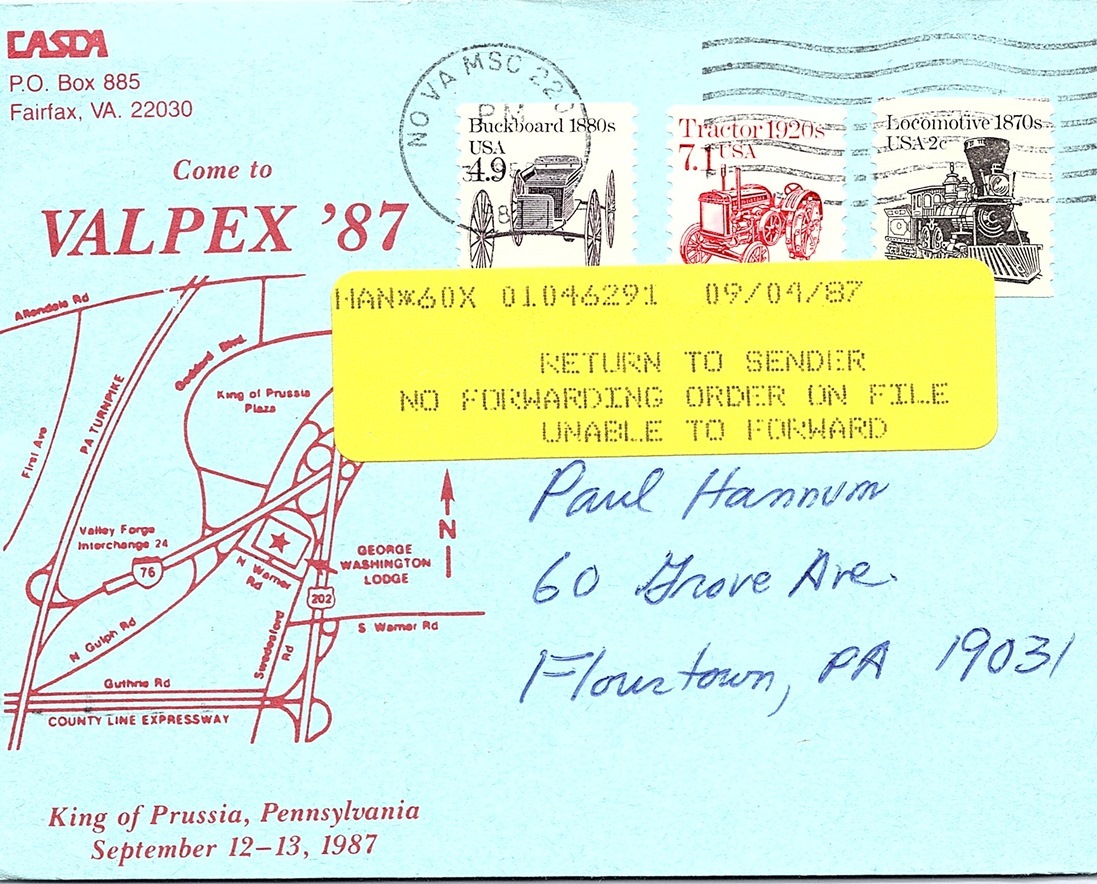 CASDA
P.O. Box 885
Fairfax, VA. 22030
NO VA MSC 220
PM
Buckboard 1880s
USA
4.9
Tractor 1920s
7.1 USA
Locomotive 1870s
USA 2c
Come to
VALPEX '87
HAN*60X 01046291 09/04/87
RETURN TO SENDER
NO FORWARDING ORDER ON FILE
UNABLE TO FORWARD
Paul Hannum
60 Grove Ave.
Flourtown, PA 19031
Allendale Rd
First Ave
PA TURNPIKE
Goddard Blvd.
King of Prussia
Plaza
Valley Forge
Interchange 24
76
N
N Warner
Rd
GEORGE
WASHINGTON
LODGE
202
S Warner Rd
N Gulph Rd
Swedesford
Rd
Guthrie Rd
COUNTY LINE EXPRESSWAY
King of Prussia, Pennsylvania
September 12–13, 1987